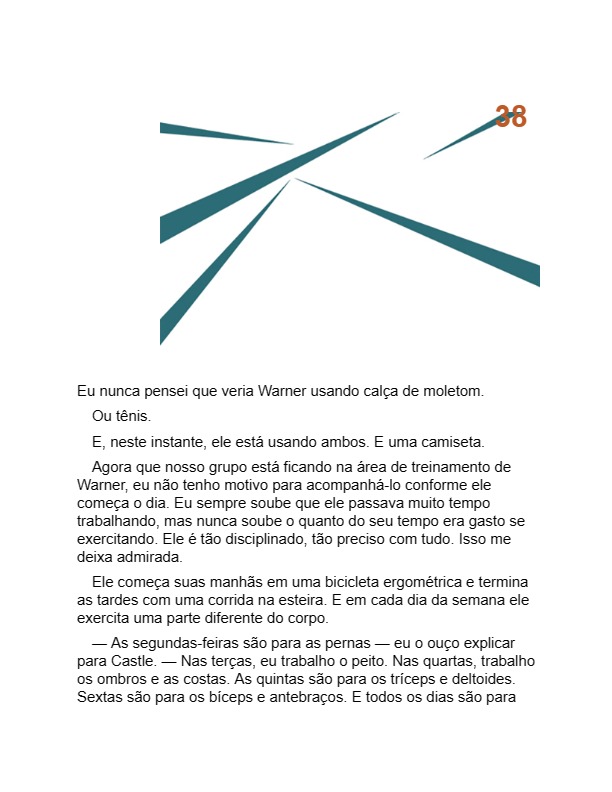 38
Eu nunca pensei que veria Warner usando calça de moletom.
Ou tênis.
E, neste instante, ele está usando ambos. E uma camiseta.
Agora que nosso grupo está ficando na área de treinamento de
Warner, eu não tenho motivo para acompanhá-lo conforme ele
começa o dia. Eu sempre soube que ele passava muito tempo
trabalhando, mas nunca soube o quanto do seu tempo era gasto se
exercitando. Ele é tão disciplinado, tão preciso com tudo. Isso me
deixa admirada.
Ele começa suas manhãs em uma bicicleta ergométrica e termina
as tardes com uma corrida na esteira. E em cada dia da semana ele
exercita uma parte diferente do corpo.
— As segundas-feiras são para as pernas — eu o ouço explicar
para Castle. — Nas terças, eu trabalho o peito. Nas quartas, trabalho
os ombros e as costas. As quintas são para os tríceps e deltoides.
Sextas são para os bíceps e antebraços. E todos os dias são para